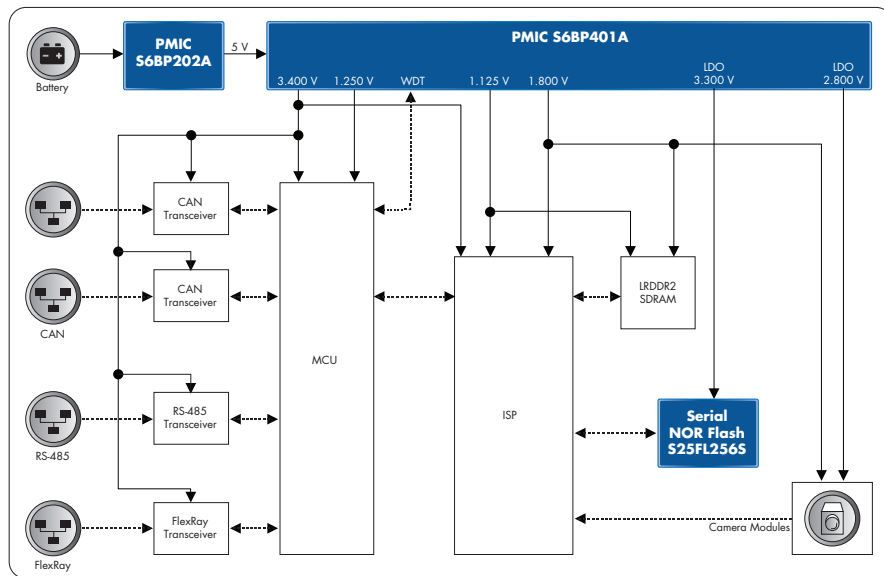 PMIC
S6BP202A
5 V
PMIC S6BP401A
3.400 V
1.250 V
WDT
1.125 V
1.800 V
LDO
3.300 V
LDO
2.800 V
Battery
CAN
Transceiver
CAN
Transceiver
CAN
LRDDR2
SDRAM
MCU
ISP
RS-485
Transceiver
RS-485
Serial
NOR Flash
S25FL256S
FlexRay
Transceiver
FlexRay
Camera Modules